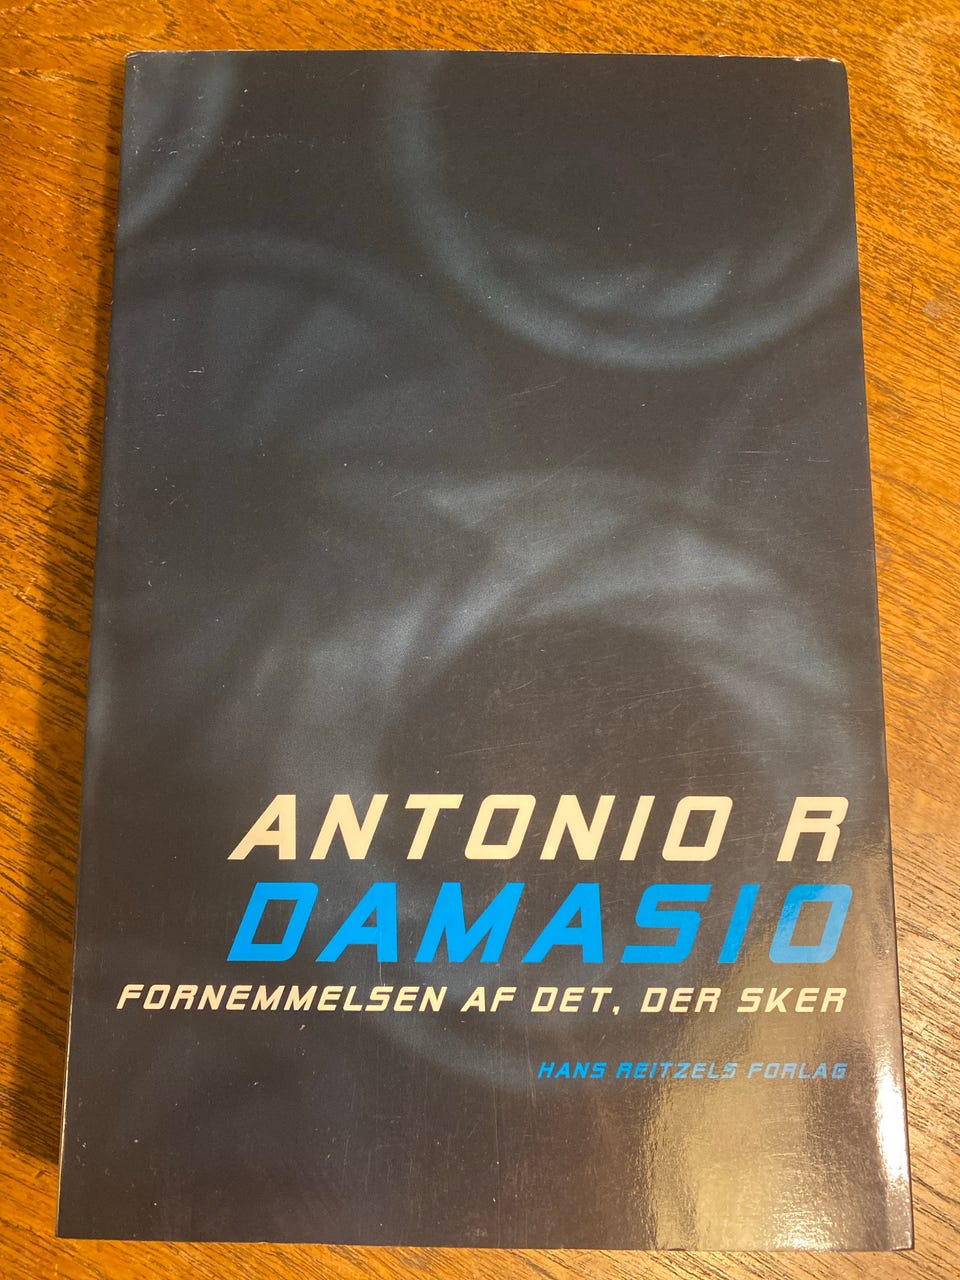 ANTONIO R
DAMASIO
FORNEMMELSEN AF DET, DER SKER
HANS REITZELS FORLAG